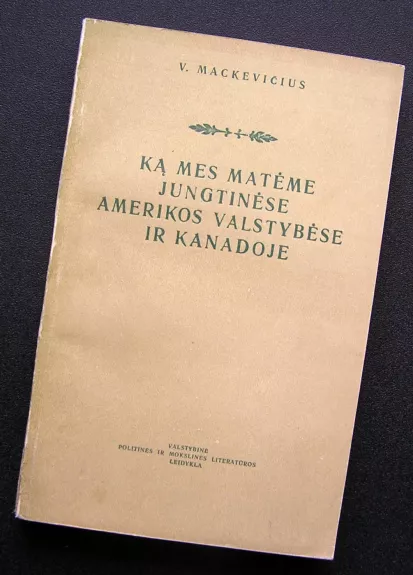 V. MACKEVIČIUS
KĄ MES MATĖME
JUNGTINĖSE
AMERIKOS VALSTYBĖSE
IR KANADOJE
VALSTYBINĖ
POLITINĖS IR MOKSLINĖS LITERATŪROS
LEIDYKLA